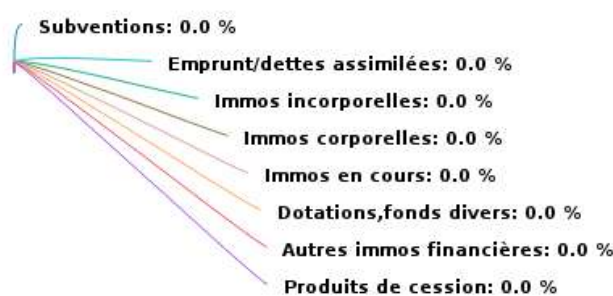 Subventions: 0.0 %
Emprunt/dettes assimilées: 0.0 %
Immos incorporelles: 0.0 %
Immos corporelles: 0.0 %
Immos en cours: 0.0 %
Dotations,fonds divers: 0.0 %
Autres immos financières: 0.0 %
Produits de cession: 0.0 %